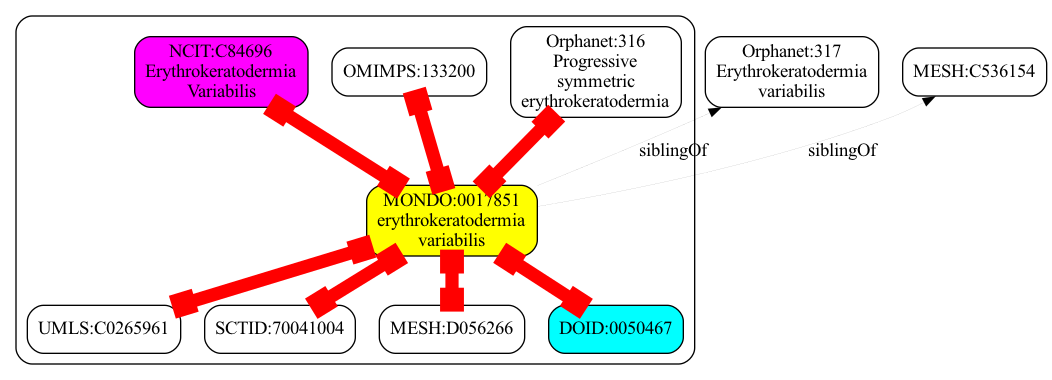 NCIT:C84696
Erythrokeratodermia
Variabilis
OMIMPS:133200
Orphanet:316
Progressive
symmetric
erythrokeratodermia
Orphanet:317
Erythrokeratodermia
variabilis
MESH:C536154
siblingOf
siblingOf
MONDO:0017851
erythrokeratodermia
variabilis
UMLS:C0265961
SCTID:70041004
MESH:D056266
DOID:0050467